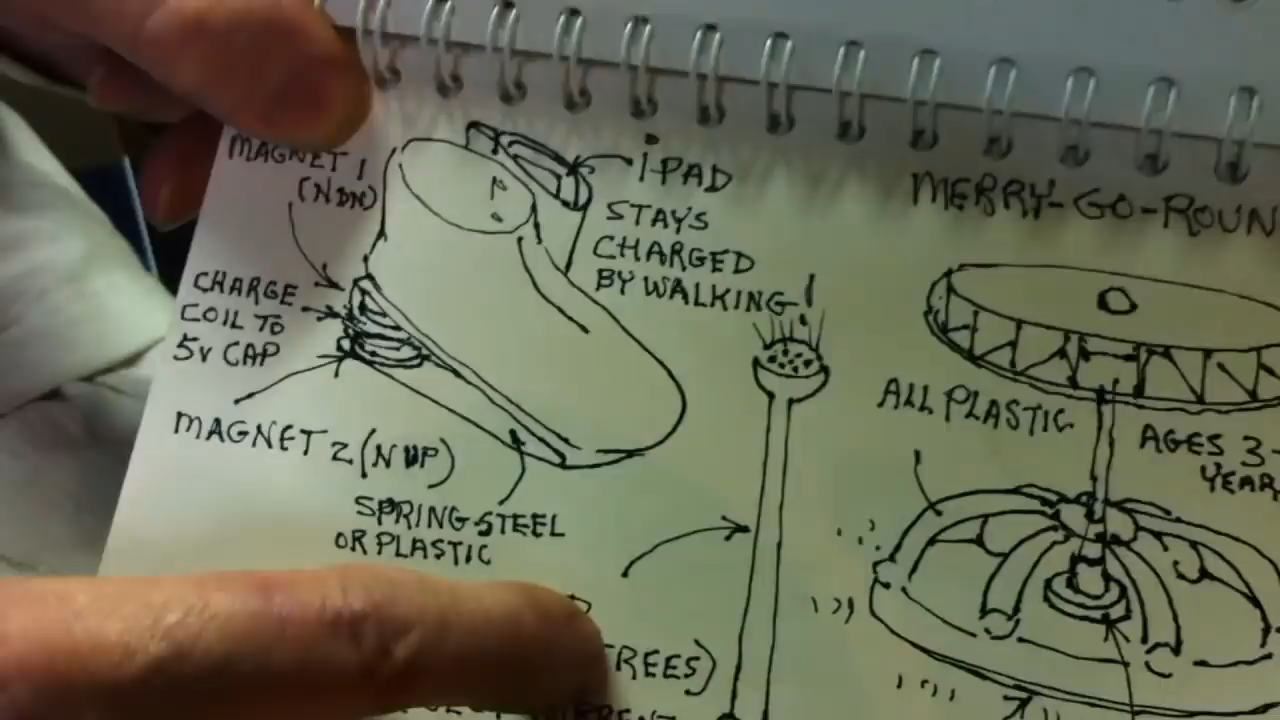 MAGNET 1
(N DN)
CHARGE
COIL TO
5V CAP
MAGNET 2 (N UP)
SPRING STEEL
OR PLASTIC
iPAD
STAYS
CHARGED
BY WALKING!
TREES)
MERRY-GO-ROUN
ALL PLASTIC
AGES 3-
YEAR